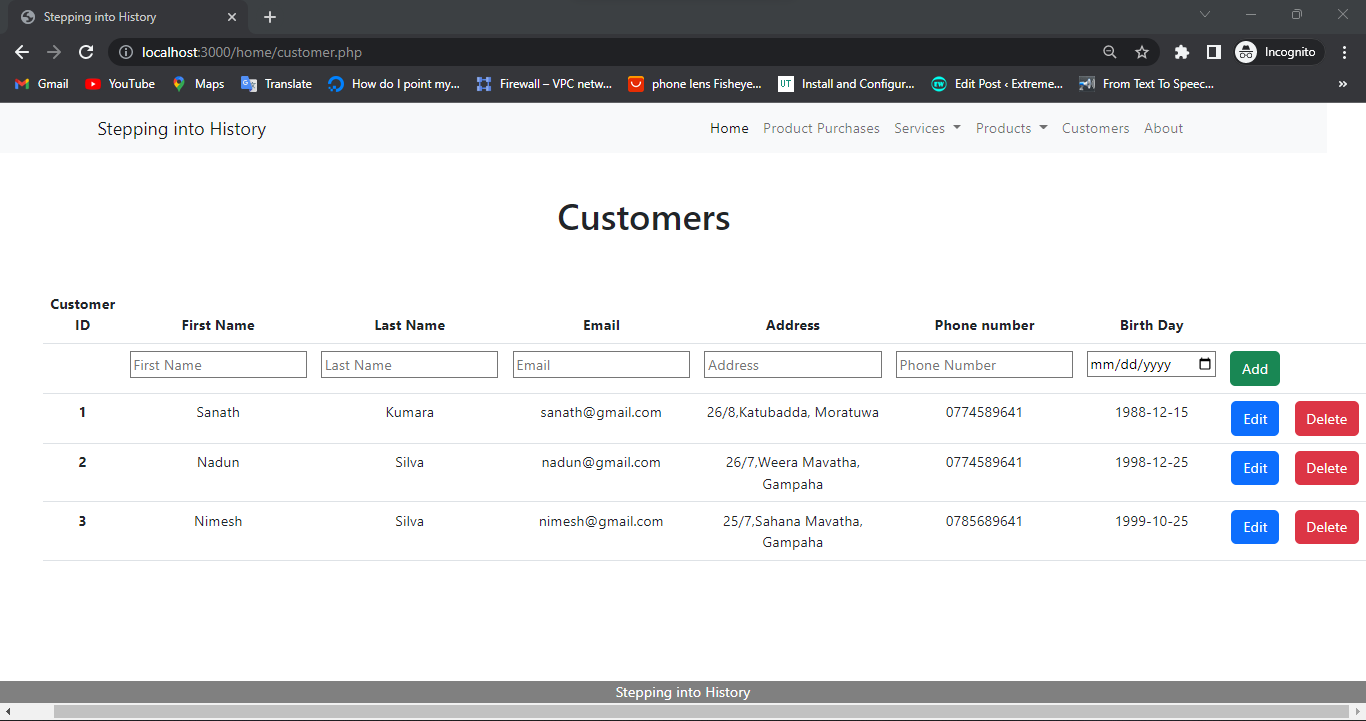 Stepping into History
localhost:3000/home/customer.php
Incognito
Gmail YouTube Maps Translate How do I point my... Firewall – VPC netw... phone lens Fisheye... UT Install and Configur... EW Edit Post ‹ Extreme... From Text To Speec... »
Stepping into History Home Product Purchases Services Products Customers About
Customers
Customer
ID First Name Last Name Email Address Phone number Birth Day
First Name Last Name Email Address Phone Number mm/dd/yyyy Add
1 Sanath Kumara sanath@gmail.com 26/8,Katubadda, Moratuwa 0774589641 1988-12-15 Edit Delete
2 Nadun Silva nadun@gmail.com 26/7,Weera Mavatha, 0774589641 1998-12-25 Edit Delete
Gampaha
3 Nimesh Silva nimesh@gmail.com 25/7,Sahana Mavatha, 0785689641 1999-10-25 Edit Delete
Gampaha
Stepping into History